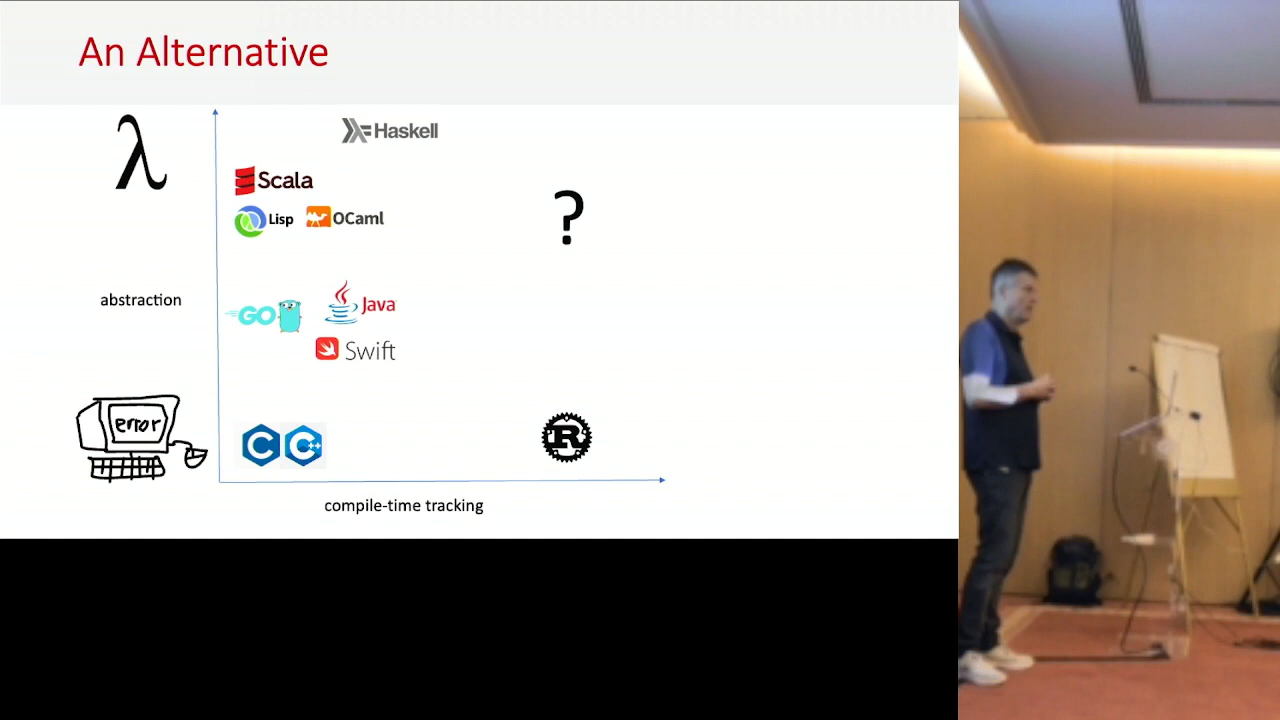 An Alternative
λ
Haskell
Scala
Lisp
OCaml
?
abstraction
GO
Java
Swift
error
C
C++
R
compile-time tracking